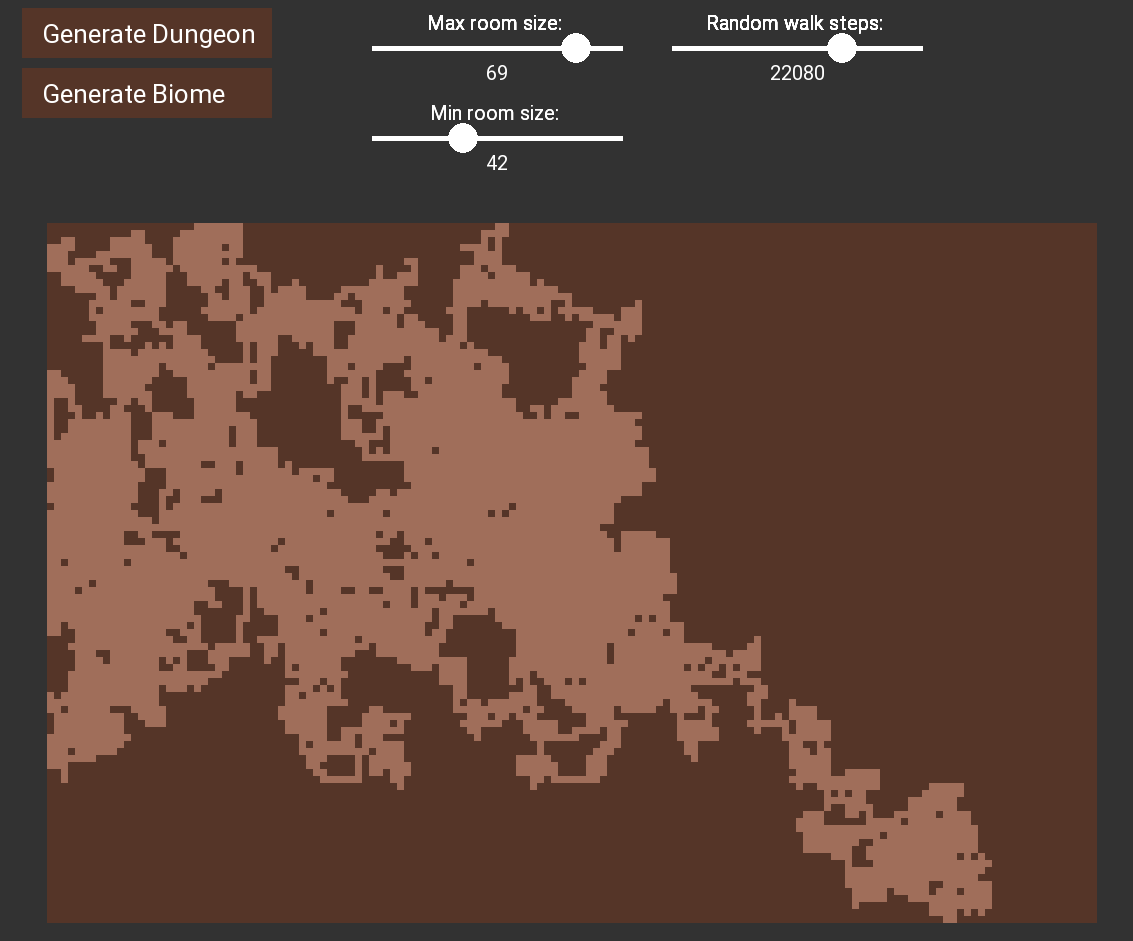 Generate Dungeon
Generate Biome
Max room size:
69
Min room size:
42
Random walk steps:
22080